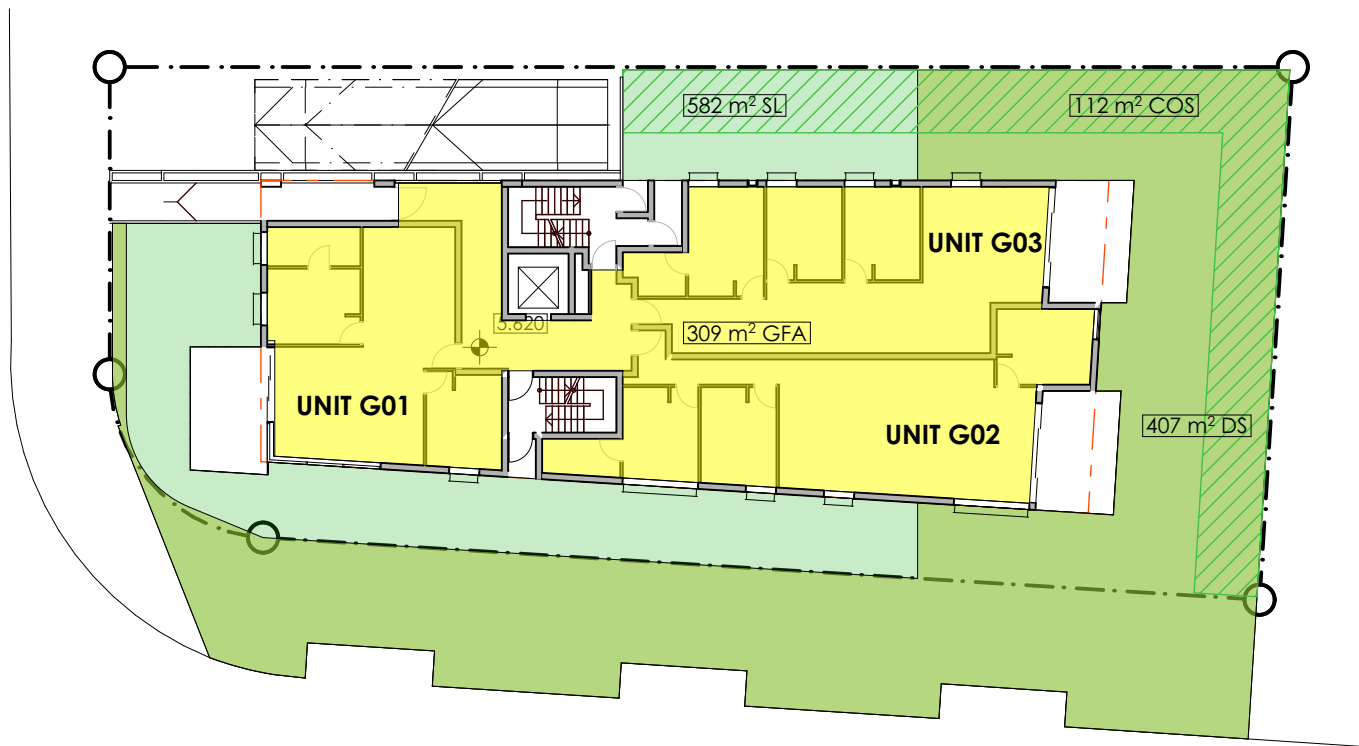 582 m² SL
112 m² COS
UNIT G03
5.620
309 m² GFA
UNIT G01
407 m² DS
UNIT G02